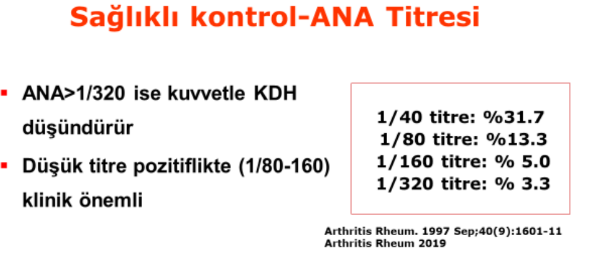 Sağlıklı kontrol-ANA Titresi
▪ ANA>1/320 ise kuvvetle KDH
düşündürür
▪ Düşük titre pozitiflikte (1/80-160)
klinik önemli
1/40 titre: %31.7
1/80 titre: %13.3
1/160 titre: % 5.0
1/320 titre: % 3.3
Arthritis Rheum. 1997 Sep;40(9):1601-11
Arthritis Rheum 2019